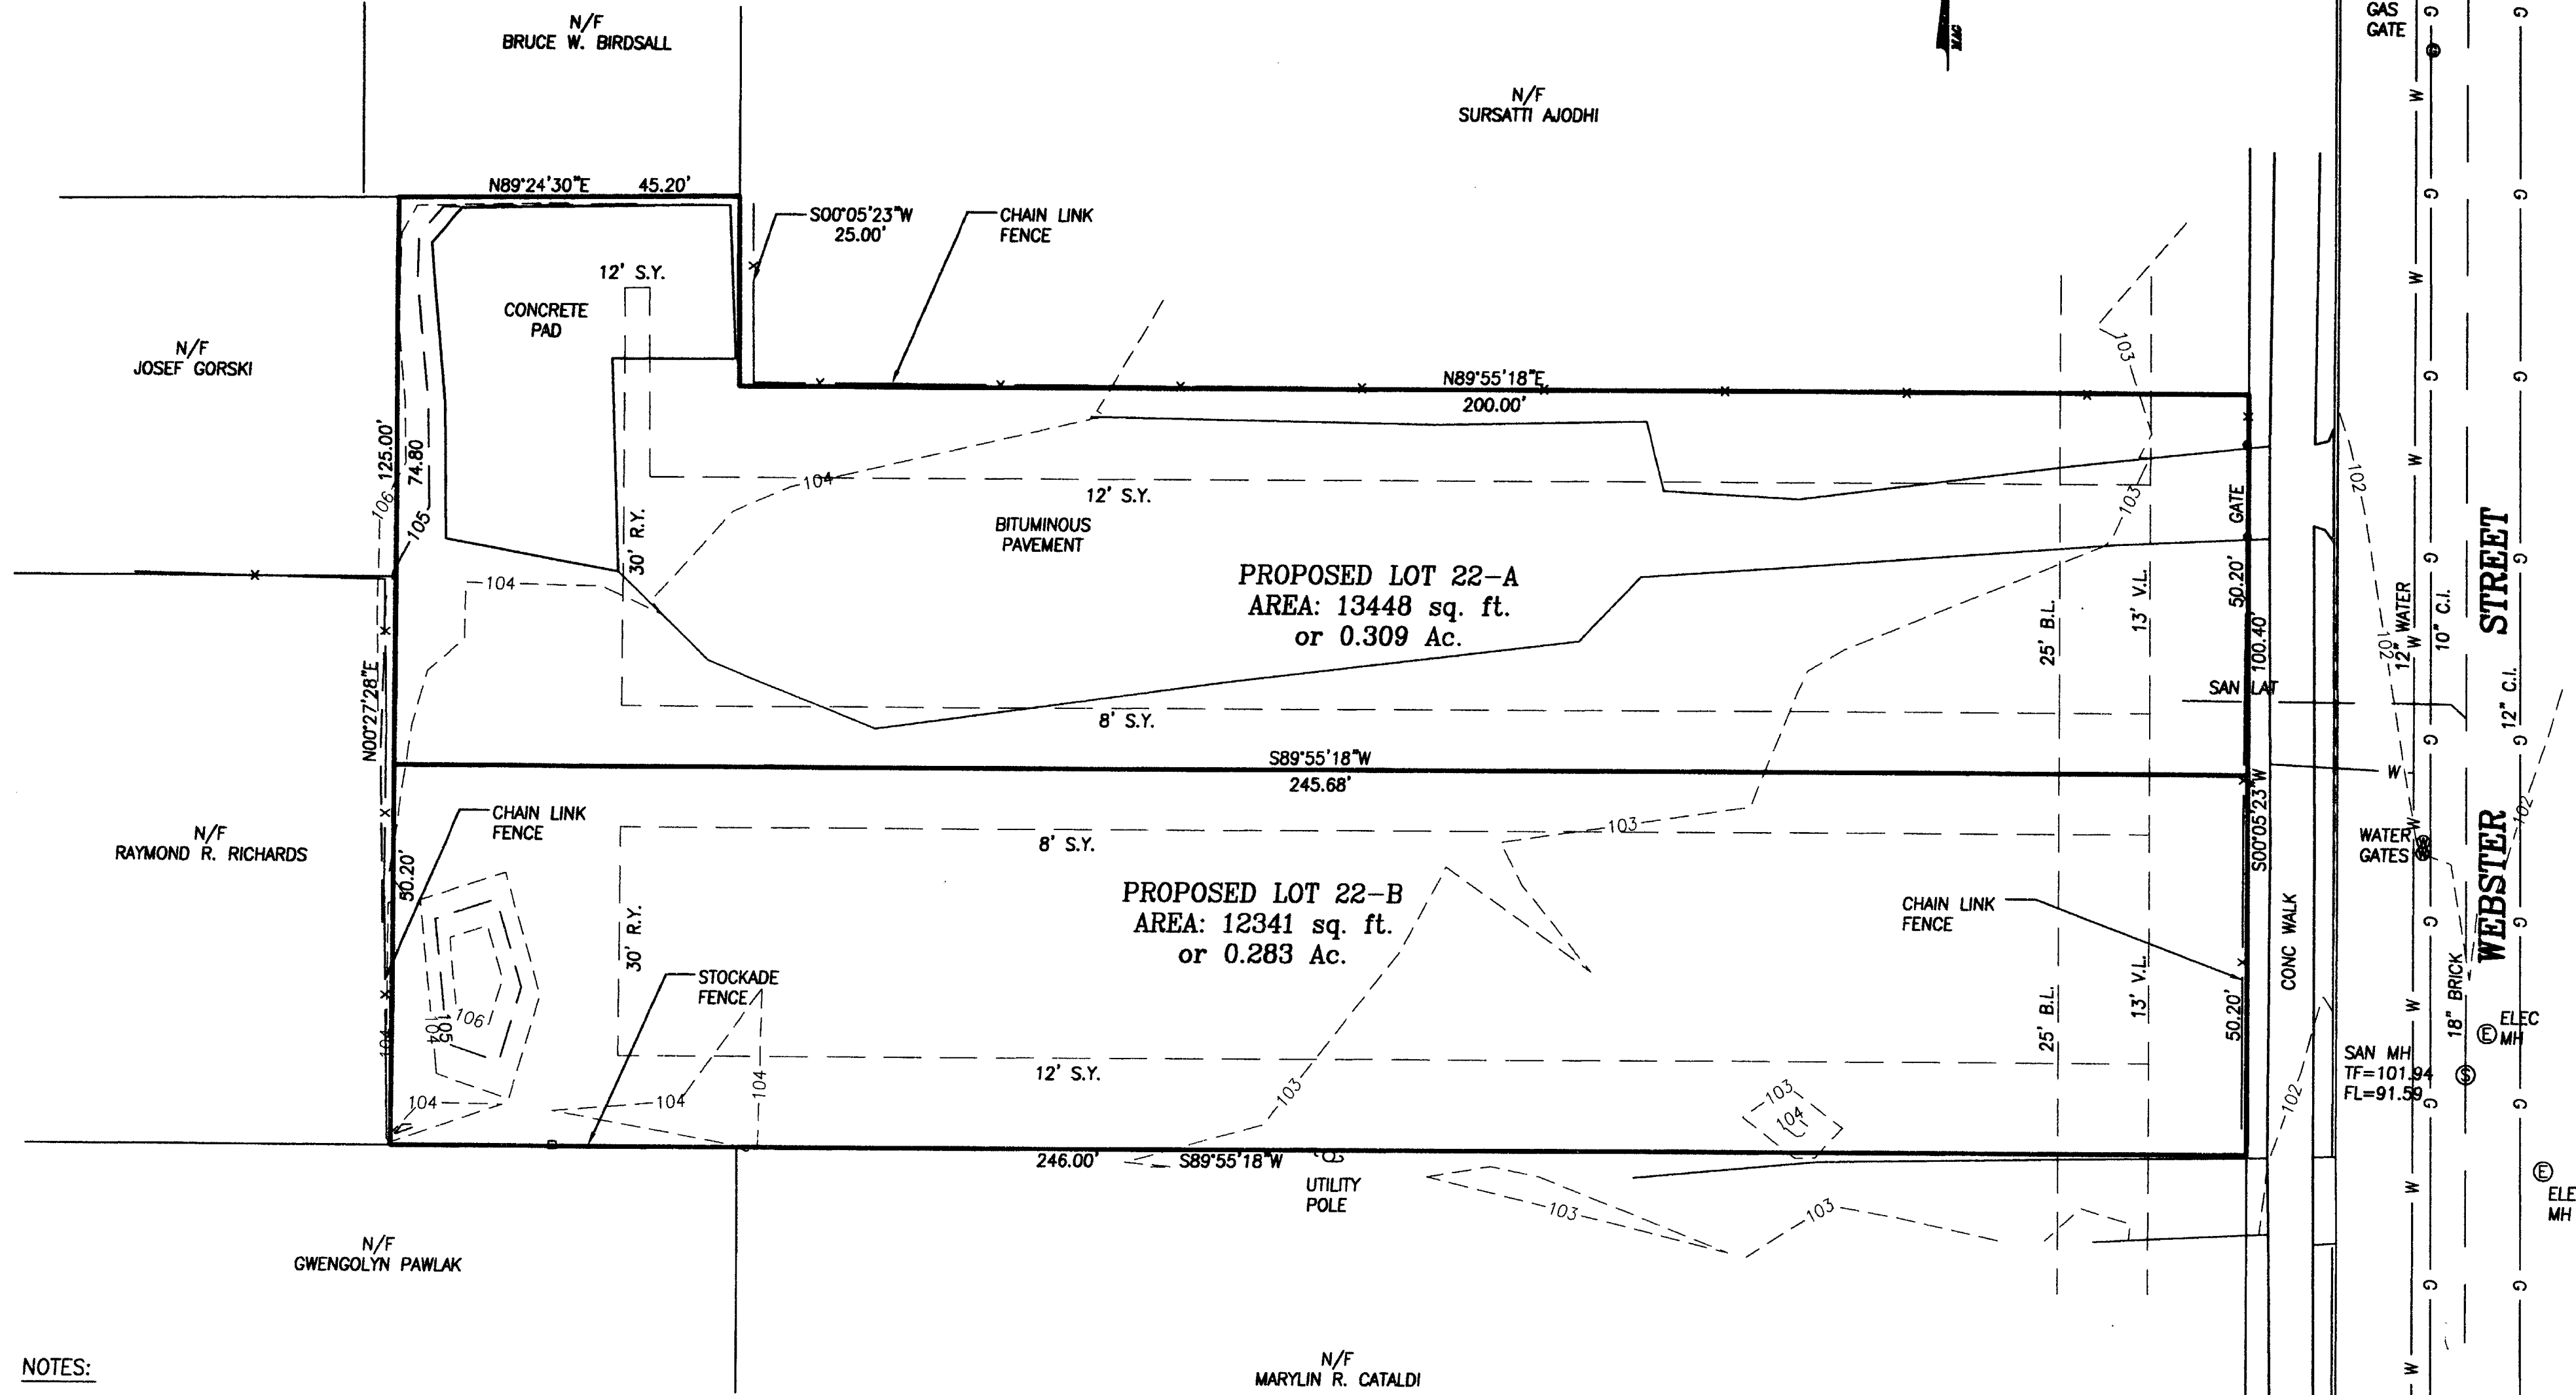 N/F
BRUCE W. BIRDSALL
MAG
GAS
GATE
N/F
SURSATTI AJODHI
N89°24'30"E 45.20'
S00°05'23"W
25.00'
CHAIN LINK
FENCE
12' S.Y.
CONCRETE
PAD
N/F
JOSEF GORSKI
103
N89°55'18"E
200.00'
125.00'
74.80
106
105
104
12' S.Y.
103
102
GATE
30' R.Y.
BITUMINOUS
PAVEMENT
104
PROPOSED LOT 22-A
AREA: 13448 sq. ft.
or 0.309 Ac.
25' B.L.
13' V.L.
50.20'
100.40'
102
12" WATER
W
10" C.I.
12" C.I.
STREET
SAN LAT
N00°27'28"E
8' S.Y.
S89°55'18"W
245.68'
W
S00°05'23"W
CHAIN LINK
FENCE
103
8' S.Y.
N/F
RAYMOND R. RICHARDS
50.20'
WATER
GATES
102
WEBSTER
PROPOSED LOT 22-B
AREA: 12341 sq. ft.
or 0.283 Ac.
30' R.Y.
CHAIN LINK
FENCE
CONC WALK
STOCKADE
FENCE
106
105
104
104
25' B.L.
13' V.L.
50.20'
18" BRICK
ELEC
E MH
SAN MH
TF=101.94
FL=91.59
S
12' S.Y.
104
104
104
103
103
104
102
246.00' S89°55'18"W
UTILITY
POLE
103
103
E
ELE
MH
N/F
GWENGOLYN PAWLAK
N/F
MARYLIN R. CATALDI
NOTES:
G
W